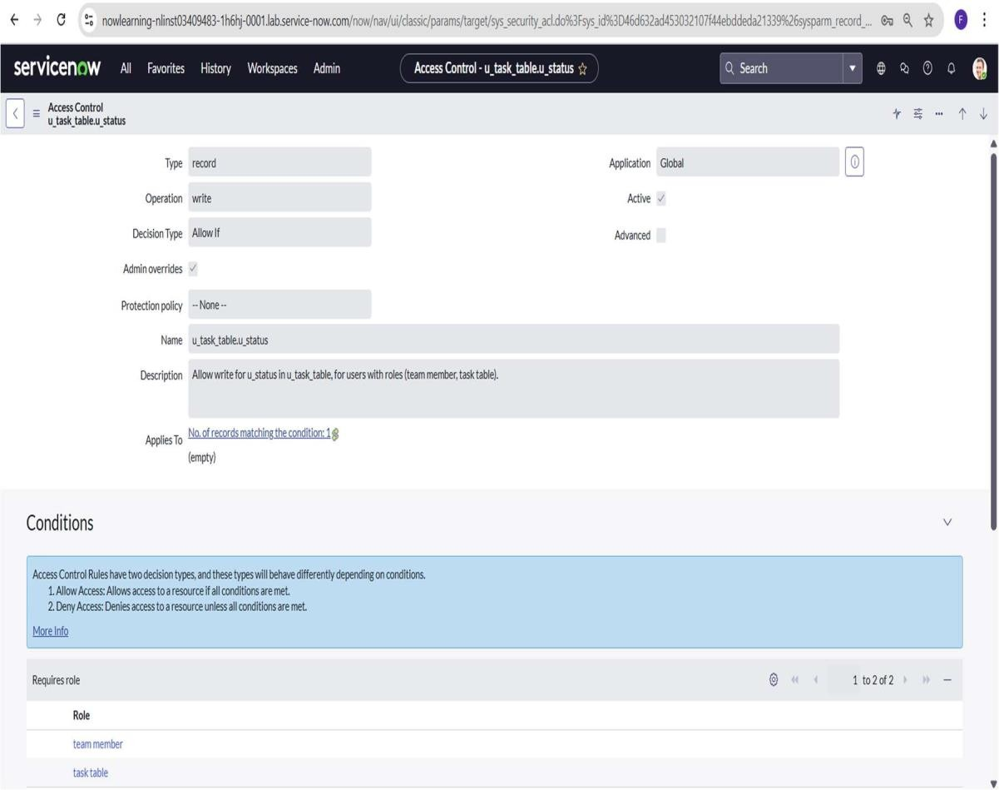 nowlearning-nlinst03409483-1h6hj-0001.lab.service-now.com/now/nav/ui/classic/params/target/sys_security_acl.do%3Fsys_id%3D46d632ad453032107f44ebddeda21339%26sysparm_record_...
F
servicenow All Favorites History Workspaces Admin Access Control - u_task_table.u_status Search
Access Control
u_task_table.u_status
Type record Application Global
Operation write Active
Decision Type Allow If Advanced
Admin overrides
Protection policy -- None --
Name u_task_table.u_status
Description Allow write for u_status in u_task_table, for users with roles (team member, task table).
Applies To No. of records matching the condition: 1
(empty)
Conditions
Access Control Rules have two decision types, and these types will behave differently depending on conditions.
1. Allow Access: Allows access to a resource if all conditions are met.
2. Deny Access: Denies access to a resource unless all conditions are met.
More Info
Requires role 1 to 2 of 2
Role
team member
task table